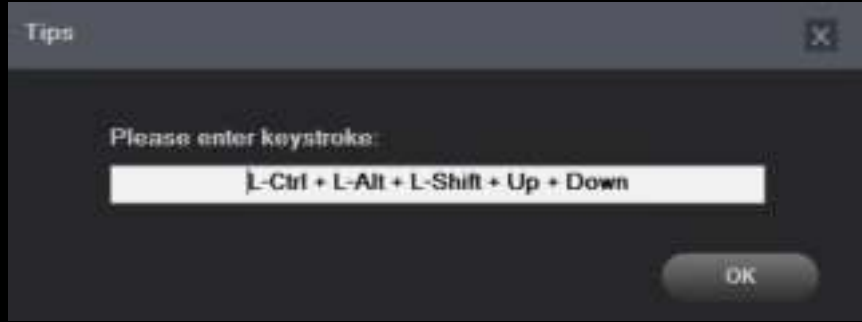 Tips
Please enter keystroke:
L-Ctrl + L-Alt + L-Shift + Up + Down
OK